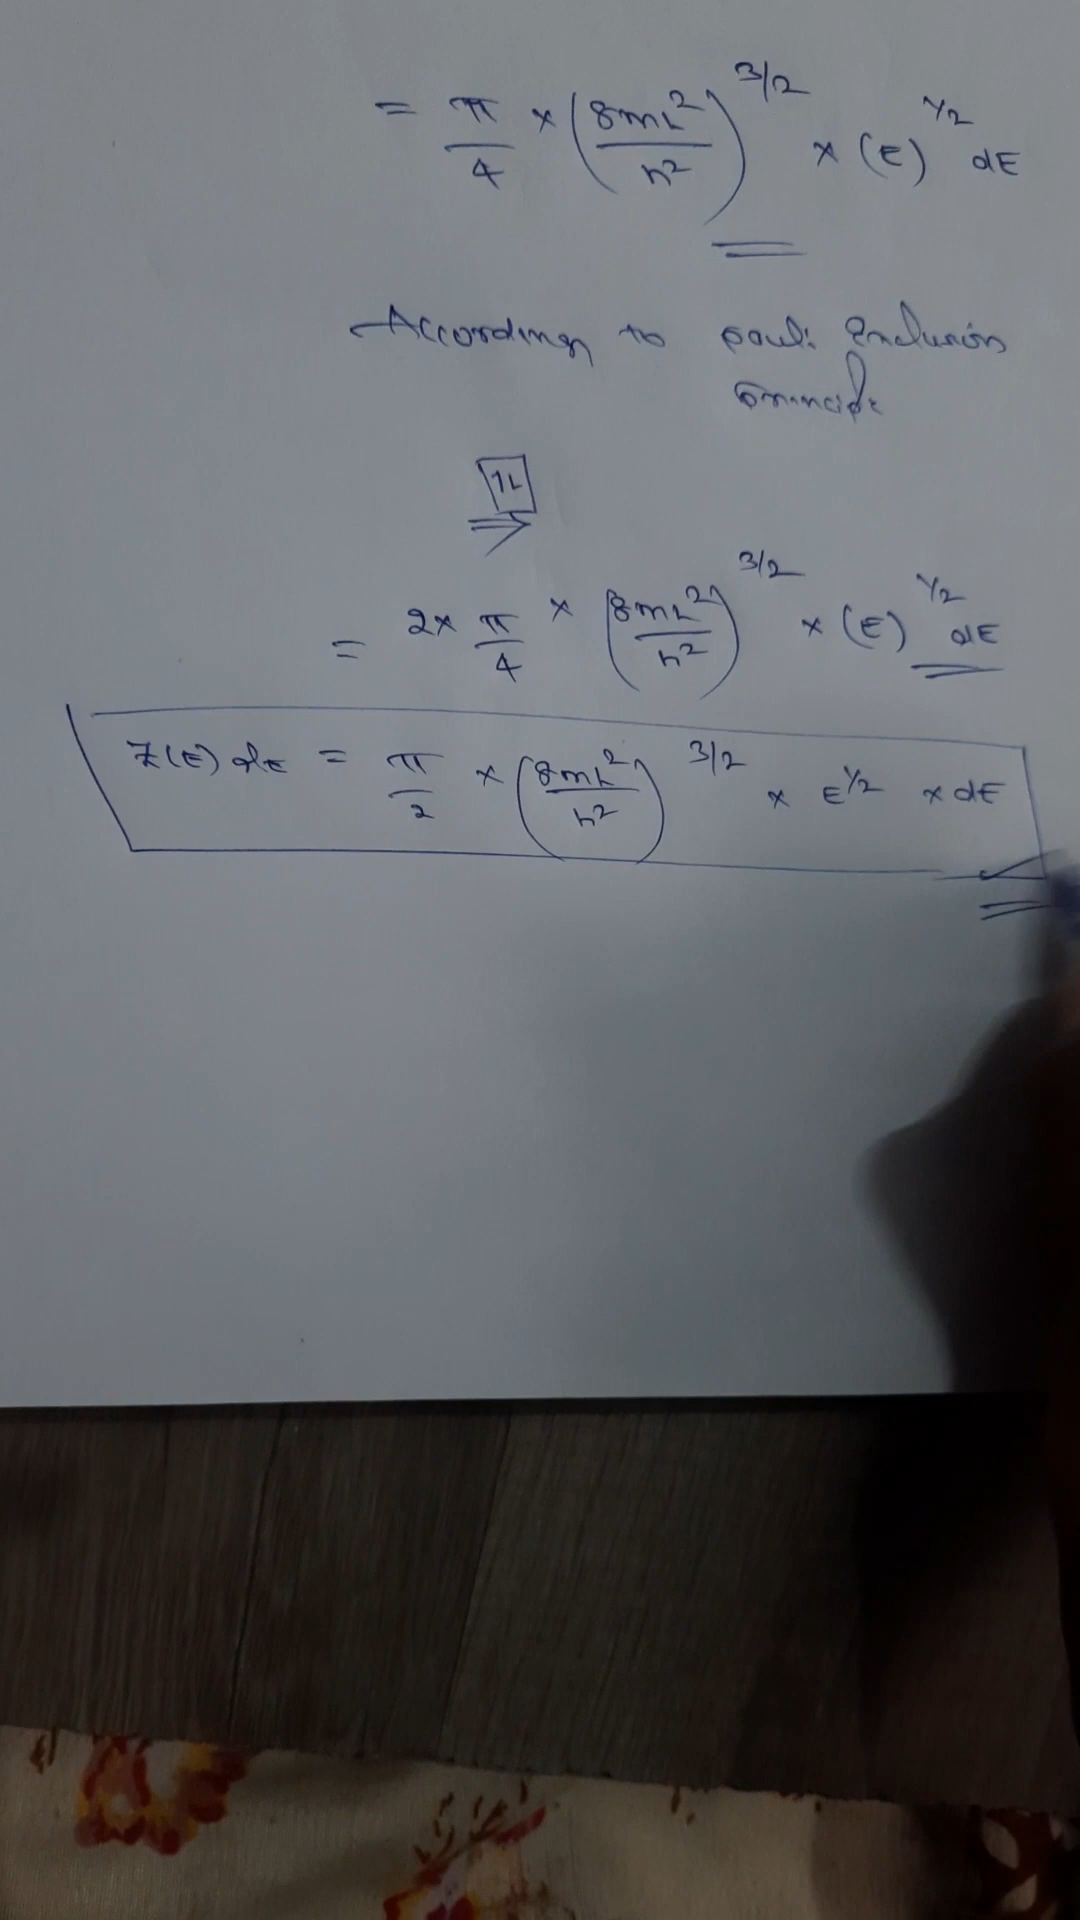 = π/4 × (8mL²/h²)^3/2 × (E)^1/2 dE
According to pauli Exclusion
Principle
⇒ [1L]
= 2× π/4 × (8mL²/h²)^3/2 × (E)^1/2 dE
Z(E) dE = π/2 × (8mL²/h²)^3/2 × E^1/2 × dE